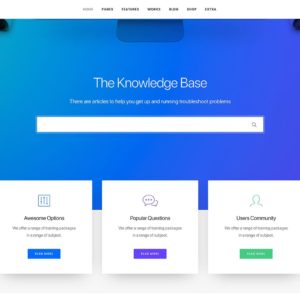 HOME PAGES FEATURES WORKS BLOG SHOP EXTRA
The Knowledge Base
There are articles to help you get up and running troubleshoot problems
Awesome Options
We offer a range of training packages
in a range of subject.
READ MORE
Popular Questions
We offer a range of training packages
in a range of subject.
READ MORE
Users Community
We offer a range of training packages
in a range of subject.
READ MORE